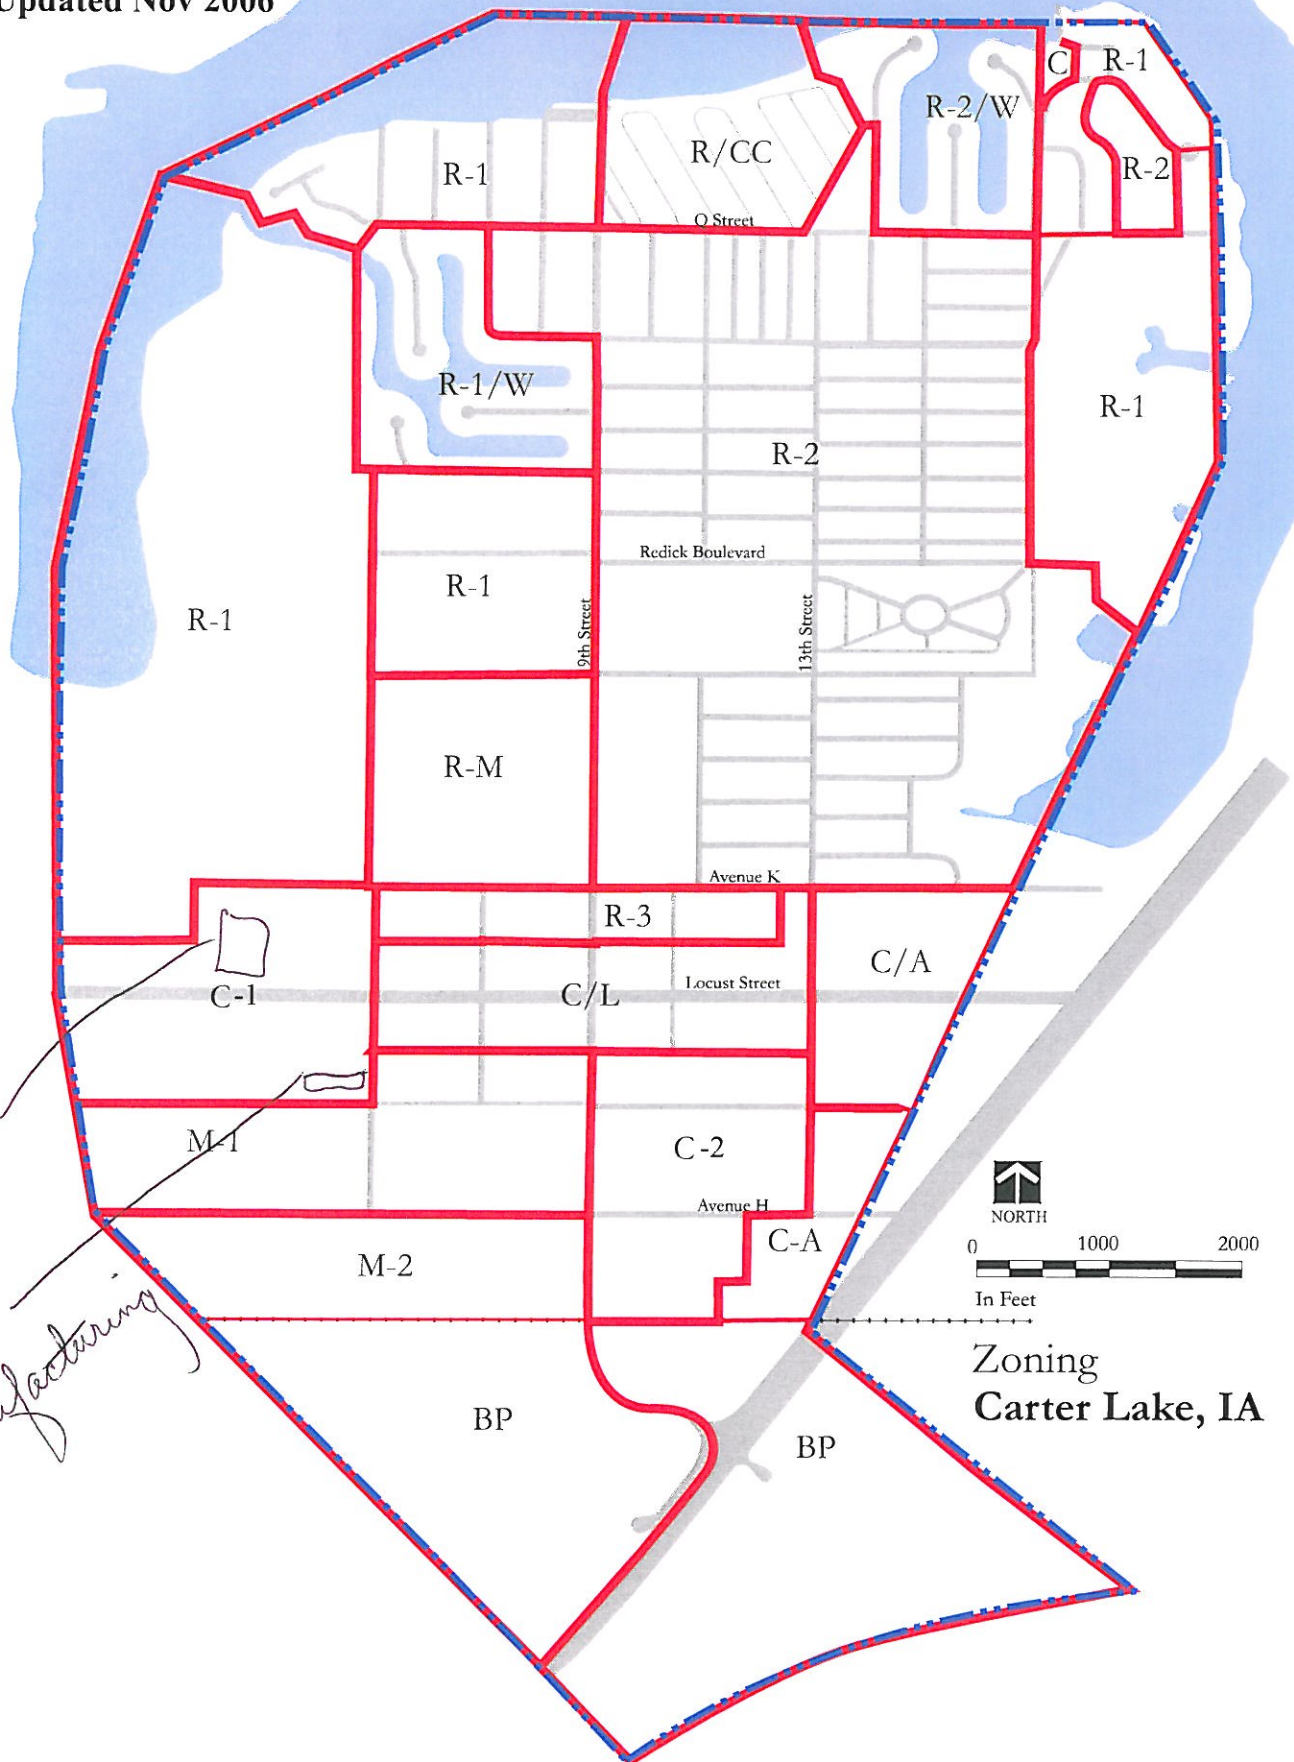 Updated Nov 2006
C
R-1
R-2/W
R/CC
R-1
R-2
Q Street
R-1/W
R-1
R-2
Redick Boulevard
R-1
R-1
9th Street
13th Street
R-M
Avenue K
R-3
C/A
Locust Street
C-1
C/L
M-1
C-2
Avenue H
NORTH
C-A
0 1000 2000
M-2
In Feet
Zoning
Carter Lake, IA
BP
BP